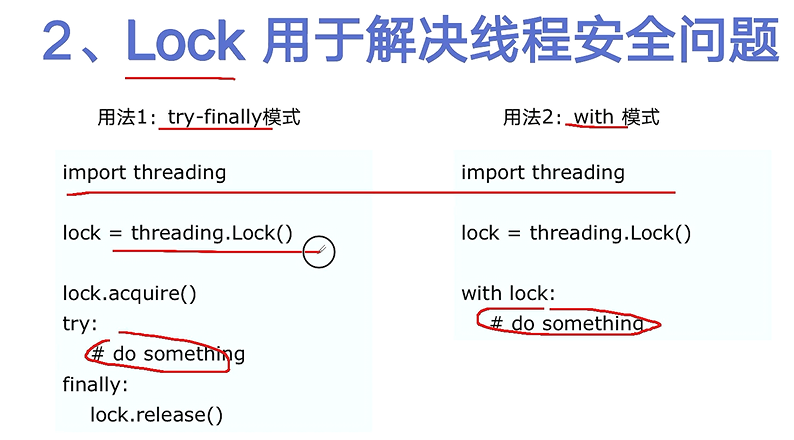 2、Lock 用于解决线程安全问题
用法1：try-finally模式
import threading
lock = threading.Lock()
lock.acquire()
try:
# do something
finally:
lock.release()
用法2：with 模式
import threading
lock = threading.Lock()
with lock:
# do something